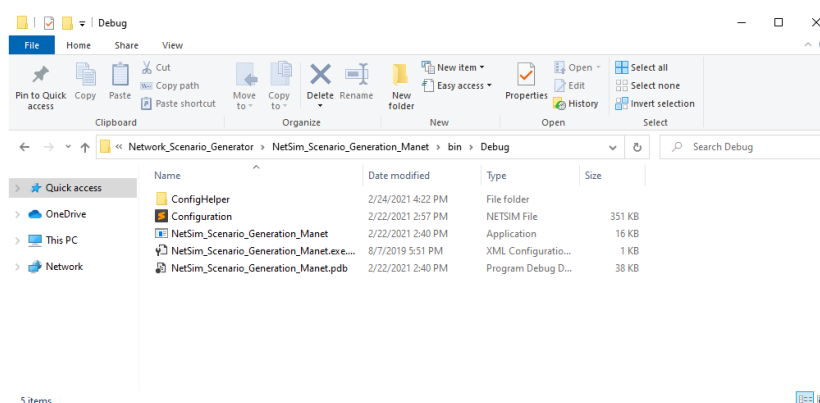 Debug
File Home Share View
Pin to Quick access
Copy
Paste
Cut
Copy path
Paste shortcut
Clipboard
Move to
Copy to
Delete
Rename
Organize
New folder
New item
Easy access
New
Properties
Open
Edit
History
Open
Select all
Select none
Invert selection
Select
« Network_Scenario_Generator › NetSim_Scenario_Generation_Manet › bin › Debug
Search Debug
Quick access
OneDrive
This PC
Network
Name Date modified Type Size
ConfigHelper 2/24/2021 4:22 PM File folder
Configuration 2/22/2021 2:57 PM NETSIM File 351 KB
NetSim_Scenario_Generation_Manet 2/22/2021 2:40 PM Application 16 KB
NetSim_Scenario_Generation_Manet.exe.... 8/7/2019 5:51 PM XML Configuratio... 1 KB
NetSim_Scenario_Generation_Manet.pdb 2/22/2021 2:40 PM Program Debug D... 38 KB
5 items